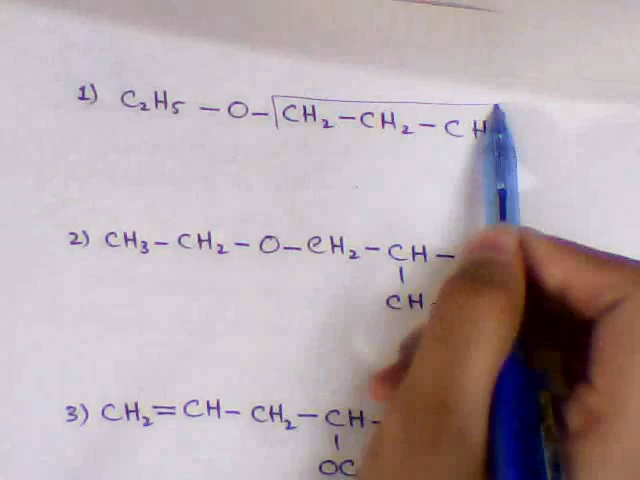 1) C₂H₅ – O – CH₂ – CH₂ – CH
2) CH₃ – CH₂ – O – CH₂ – CH –
CH
3) CH₂ = CH – CH₂ – CH –
OC